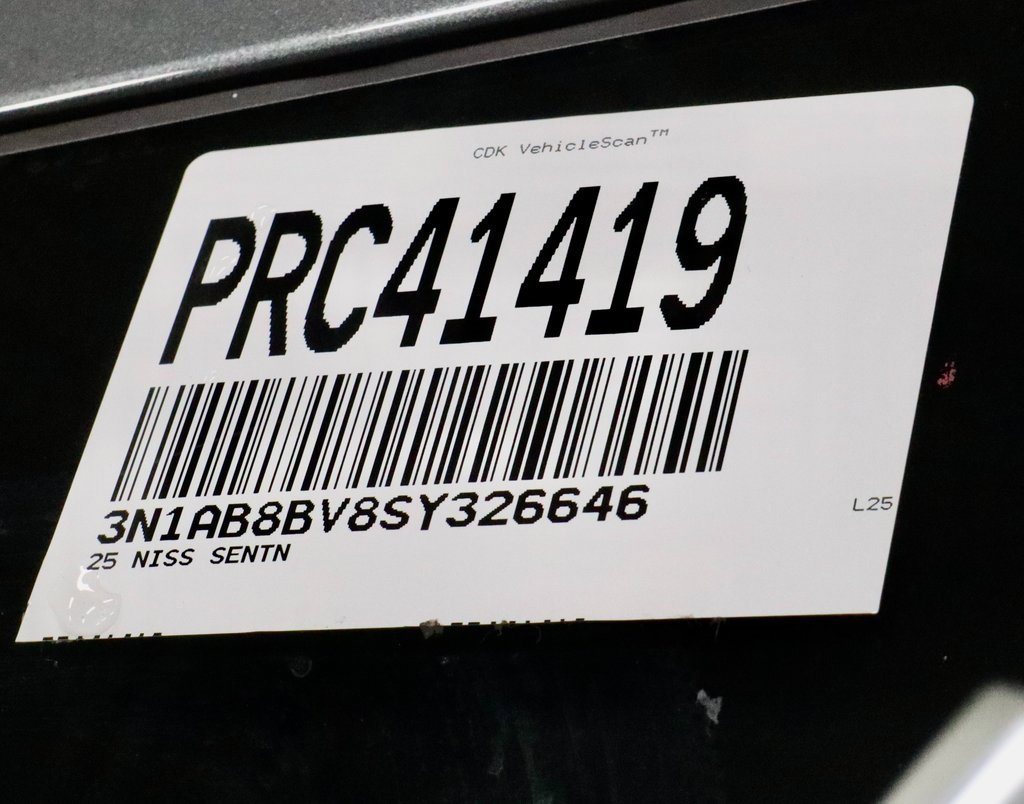 CDK VehicleScan™
PRC41419
3N1AB8BV8SY326646
25 NISS SENTN
L25